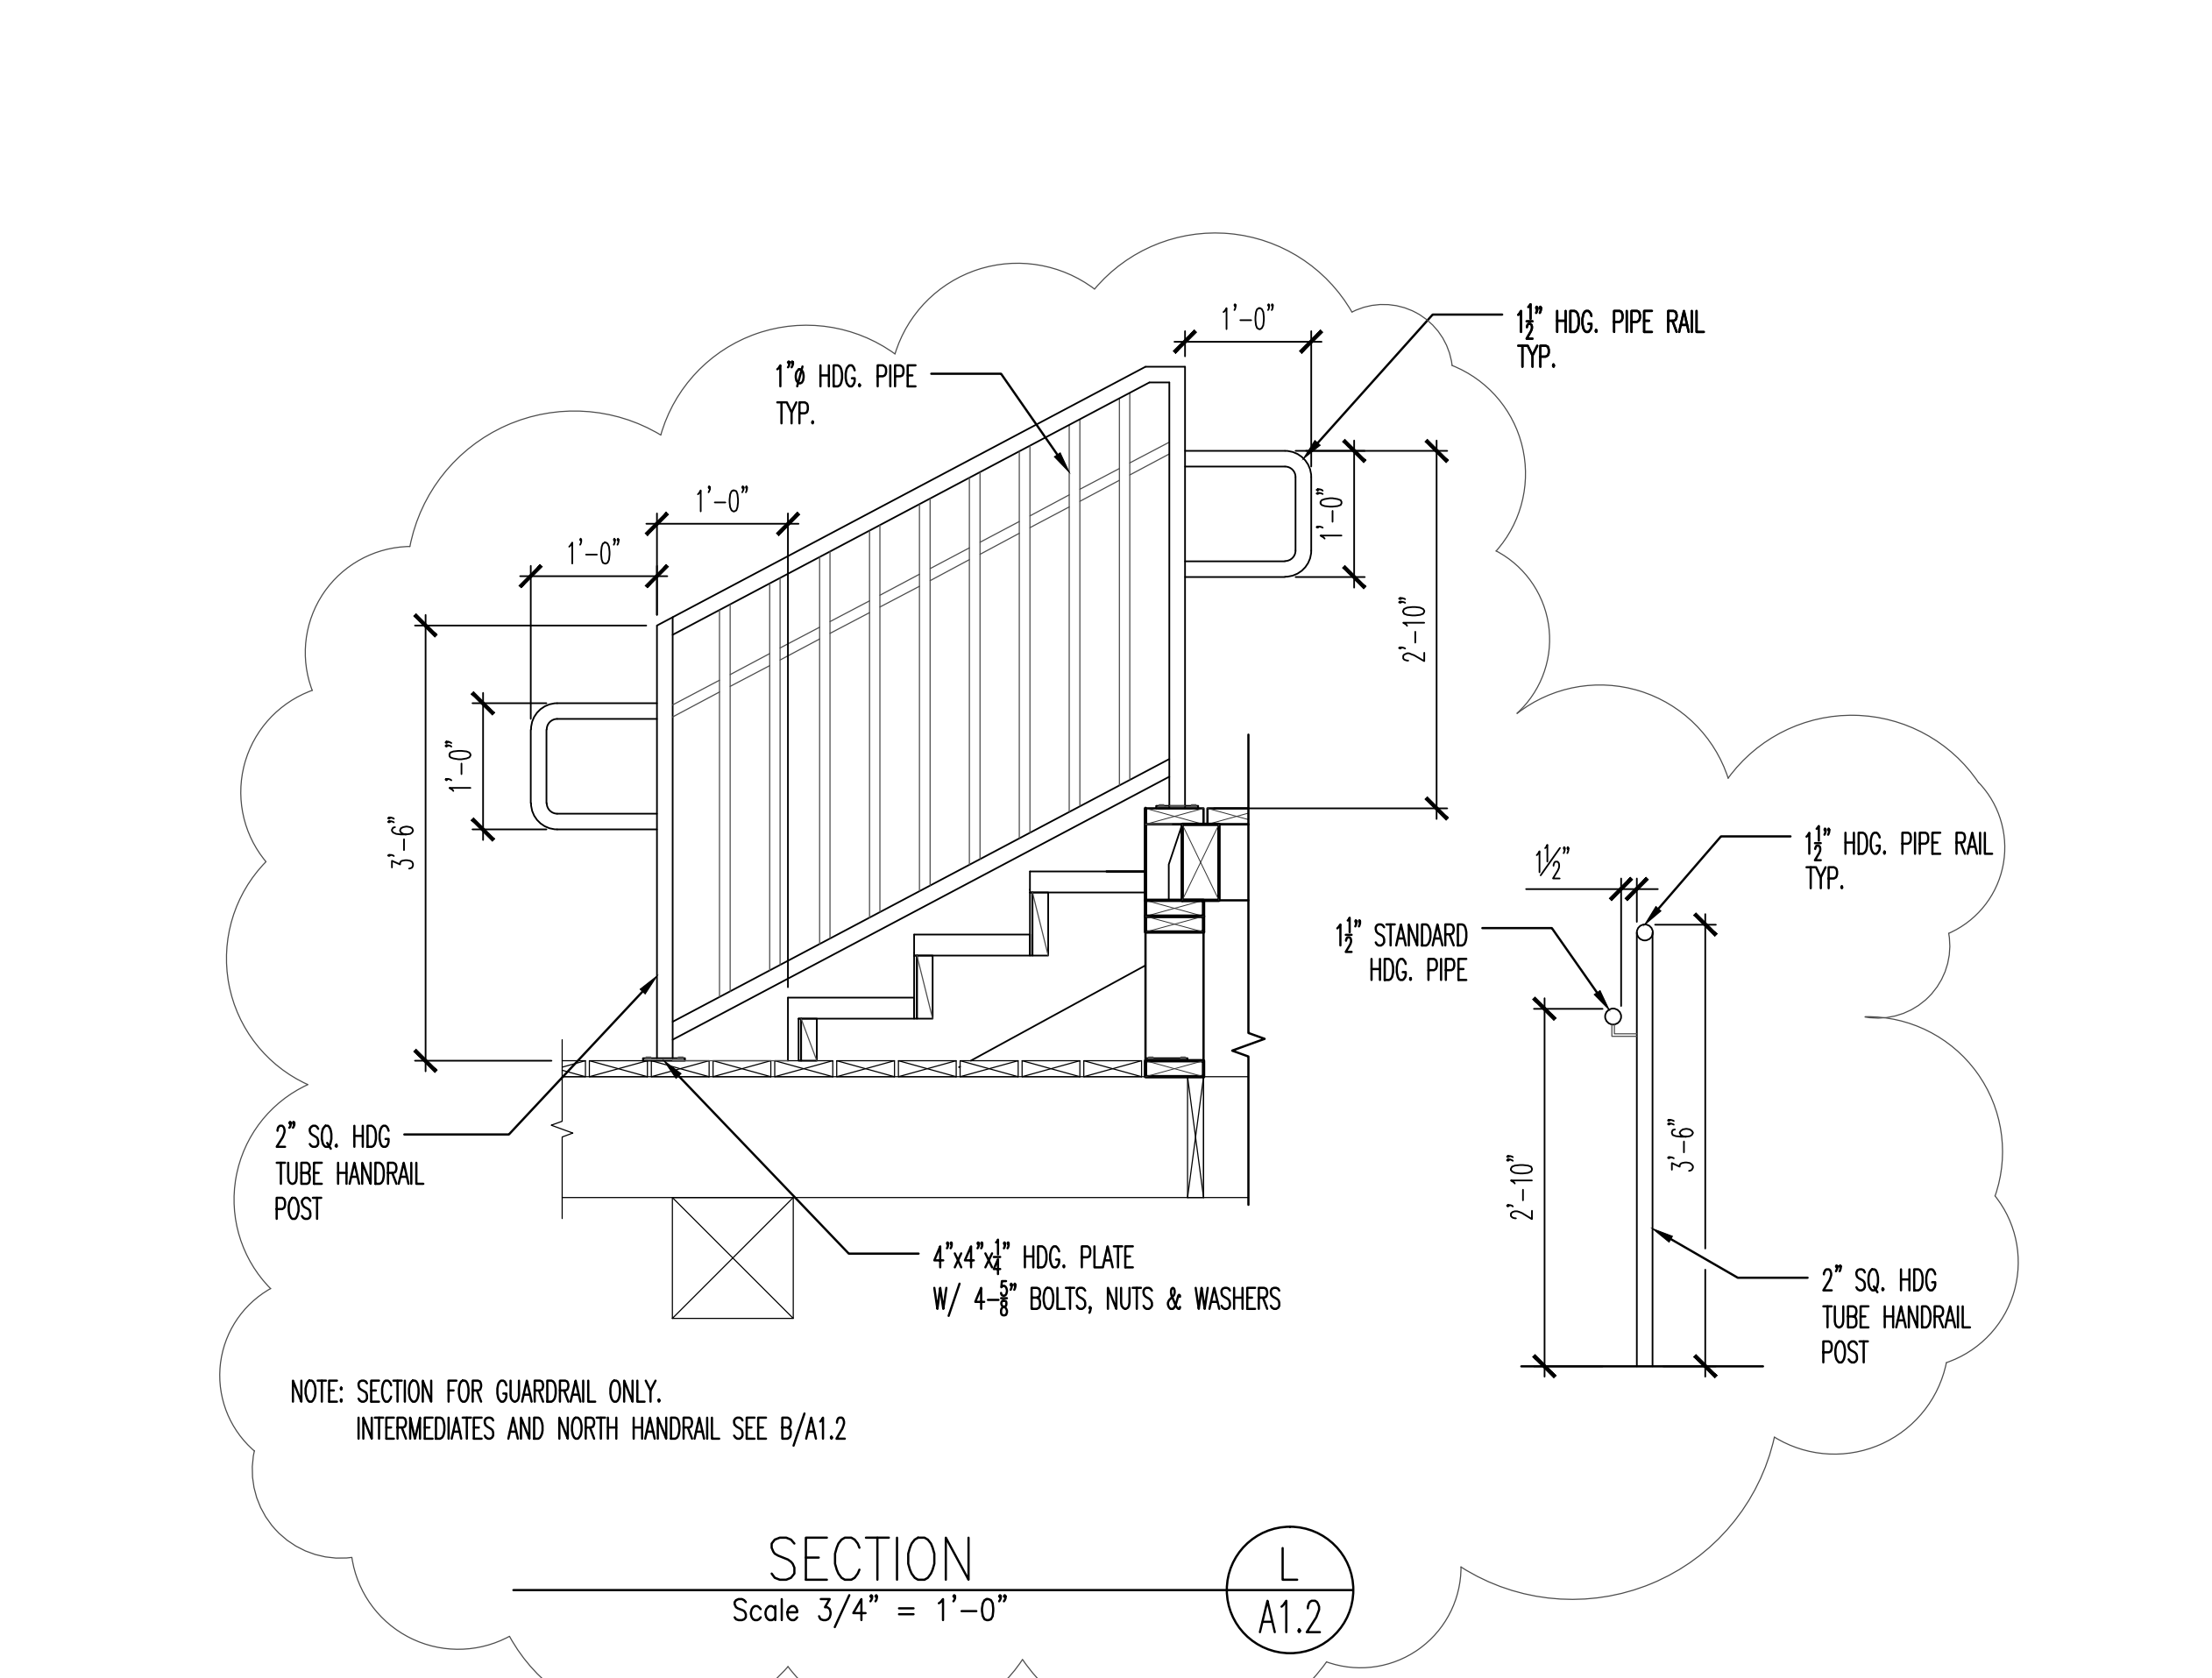 1'-0"
1½" HDG. PIPE RAIL
TYP.
1"ø HDG. PIPE
TYP.
1'-0"
1'-0"
1'-0"
2'-10"
1'-0"
3'-6"
1½"
1½" HDG. PIPE RAIL
TYP.
1½" STANDARD
HDG. PIPE
2" SQ. HDG
TUBE HANDRAIL
POST
2'-10"
3'-6"
4"x4"x¼" HDG. PLATE
W/ 4-⅝" BOLTS, NUTS & WASHERS
2" SQ. HDG
TUBE HANDRAIL
POST
NOTE: SECTION FOR GUARDRAIL ONLY.
INTERMEDIATES AND NORTH HANDRAIL SEE B/A1.2
SECTION
Scale 3/4" = 1'-0"
L
A1.2